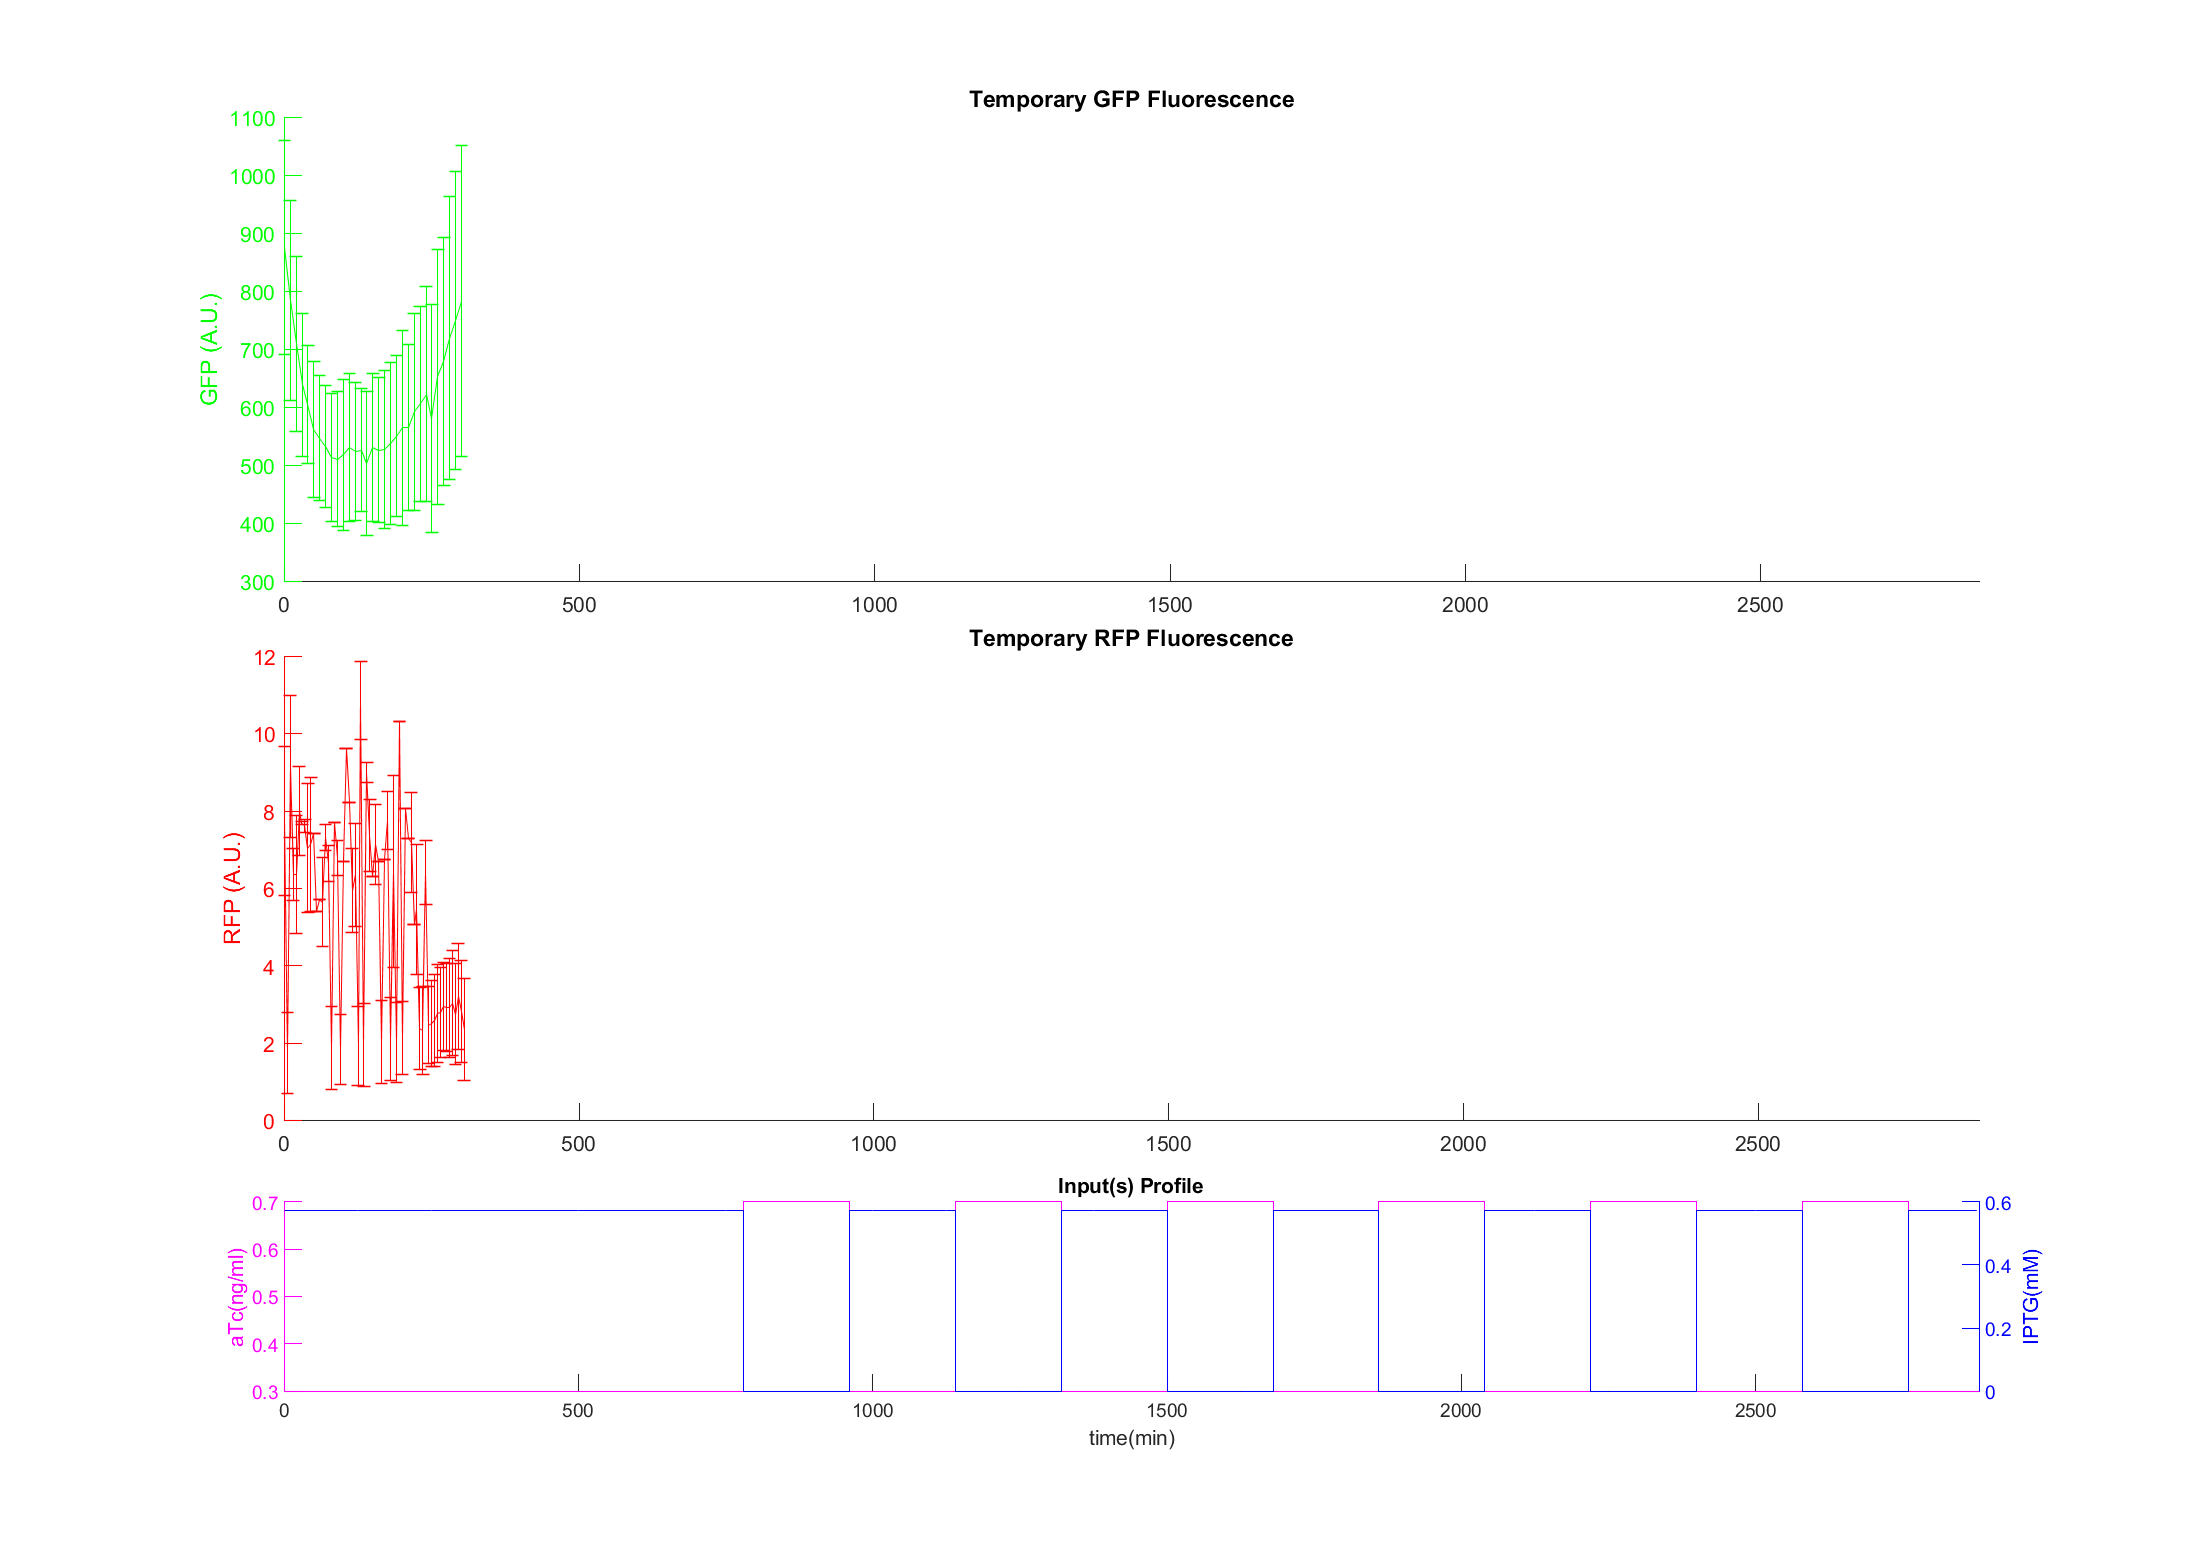 Temporary GFP Fluorescence
1100
1000
900
800
700
600
500
400
300
GFP (A.U.)
0 500 1000 1500 2000 2500
Temporary RFP Fluorescence
12
10
8
6
4
2
0
RFP (A.U.)
0 500 1000 1500 2000 2500
Input(s) Profile
0.7
0.6
0.5
0.4
0.3
aTc(ng/ml)
0.6
0.4
0.2
0
IPTG(mM)
0 500 1000 1500 2000 2500
time(min)